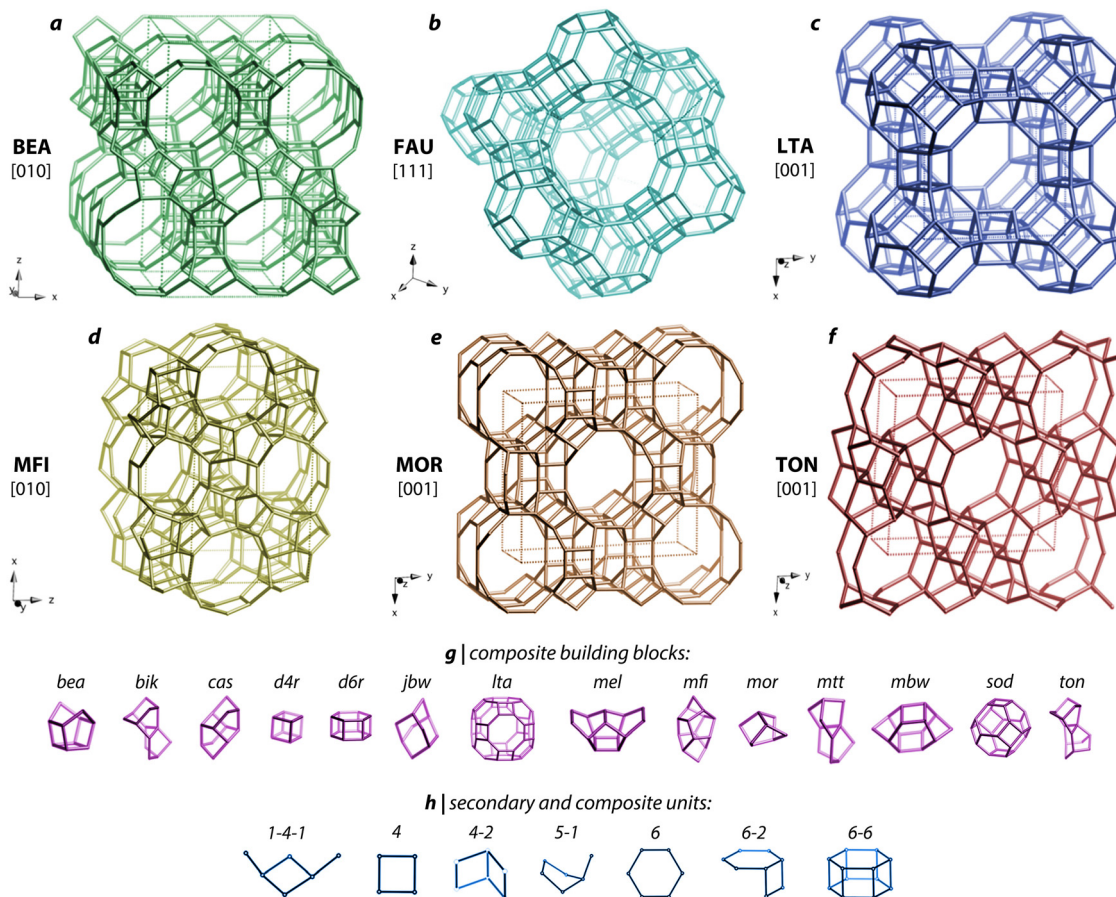 a b c
BEA
[010]
FAU
[111]
LTA
[001]
z
y x
z
x y
z y
x
d e f
MFI
[010]
MOR
[001]
TON
[001]
x
y z
z y
x
z y
x
g | composite building blocks:
bea bik cas d4r d6r jbw lta mel mfi mor mtt mbw sod ton
h | secondary and composite units:
1-4-1 4 4-2 5-1 6 6-2 6-6